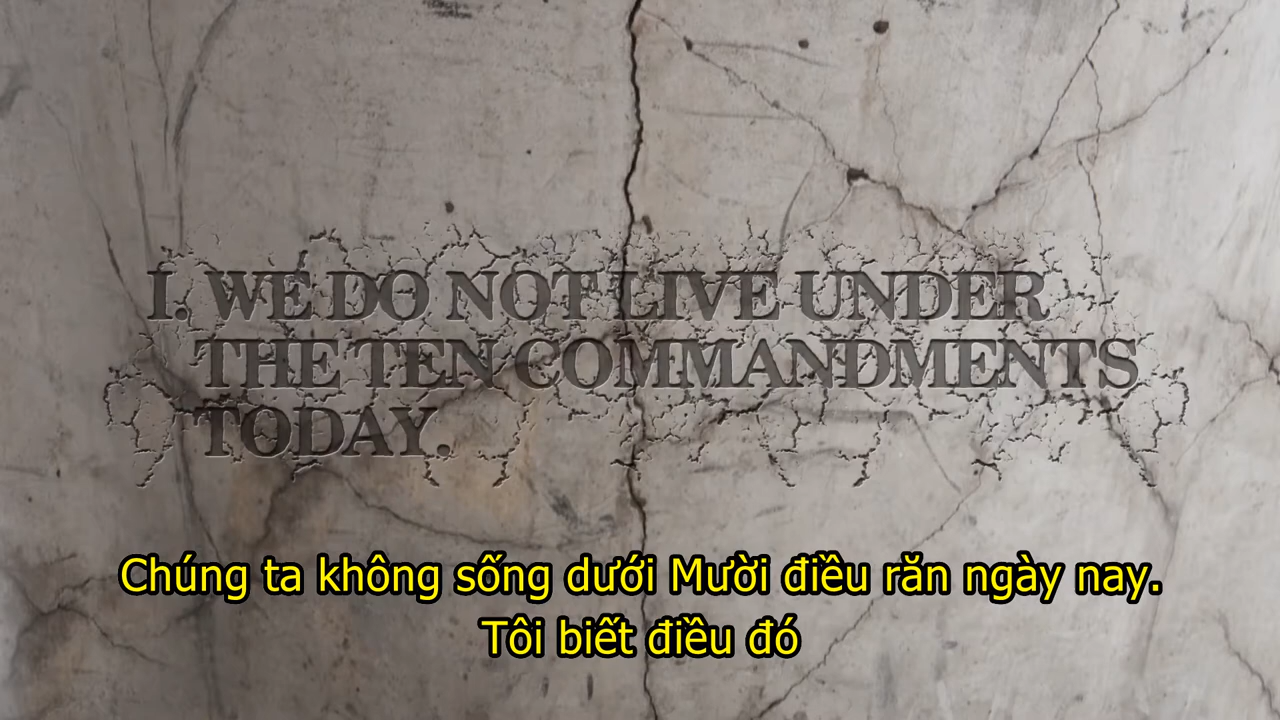 I. WE DO NOT LIVE UNDER
THE TEN COMMANDMENTS
TODAY.
Chúng ta không sống dưới Mười điều răn ngày nay.
Tôi biết điều đó